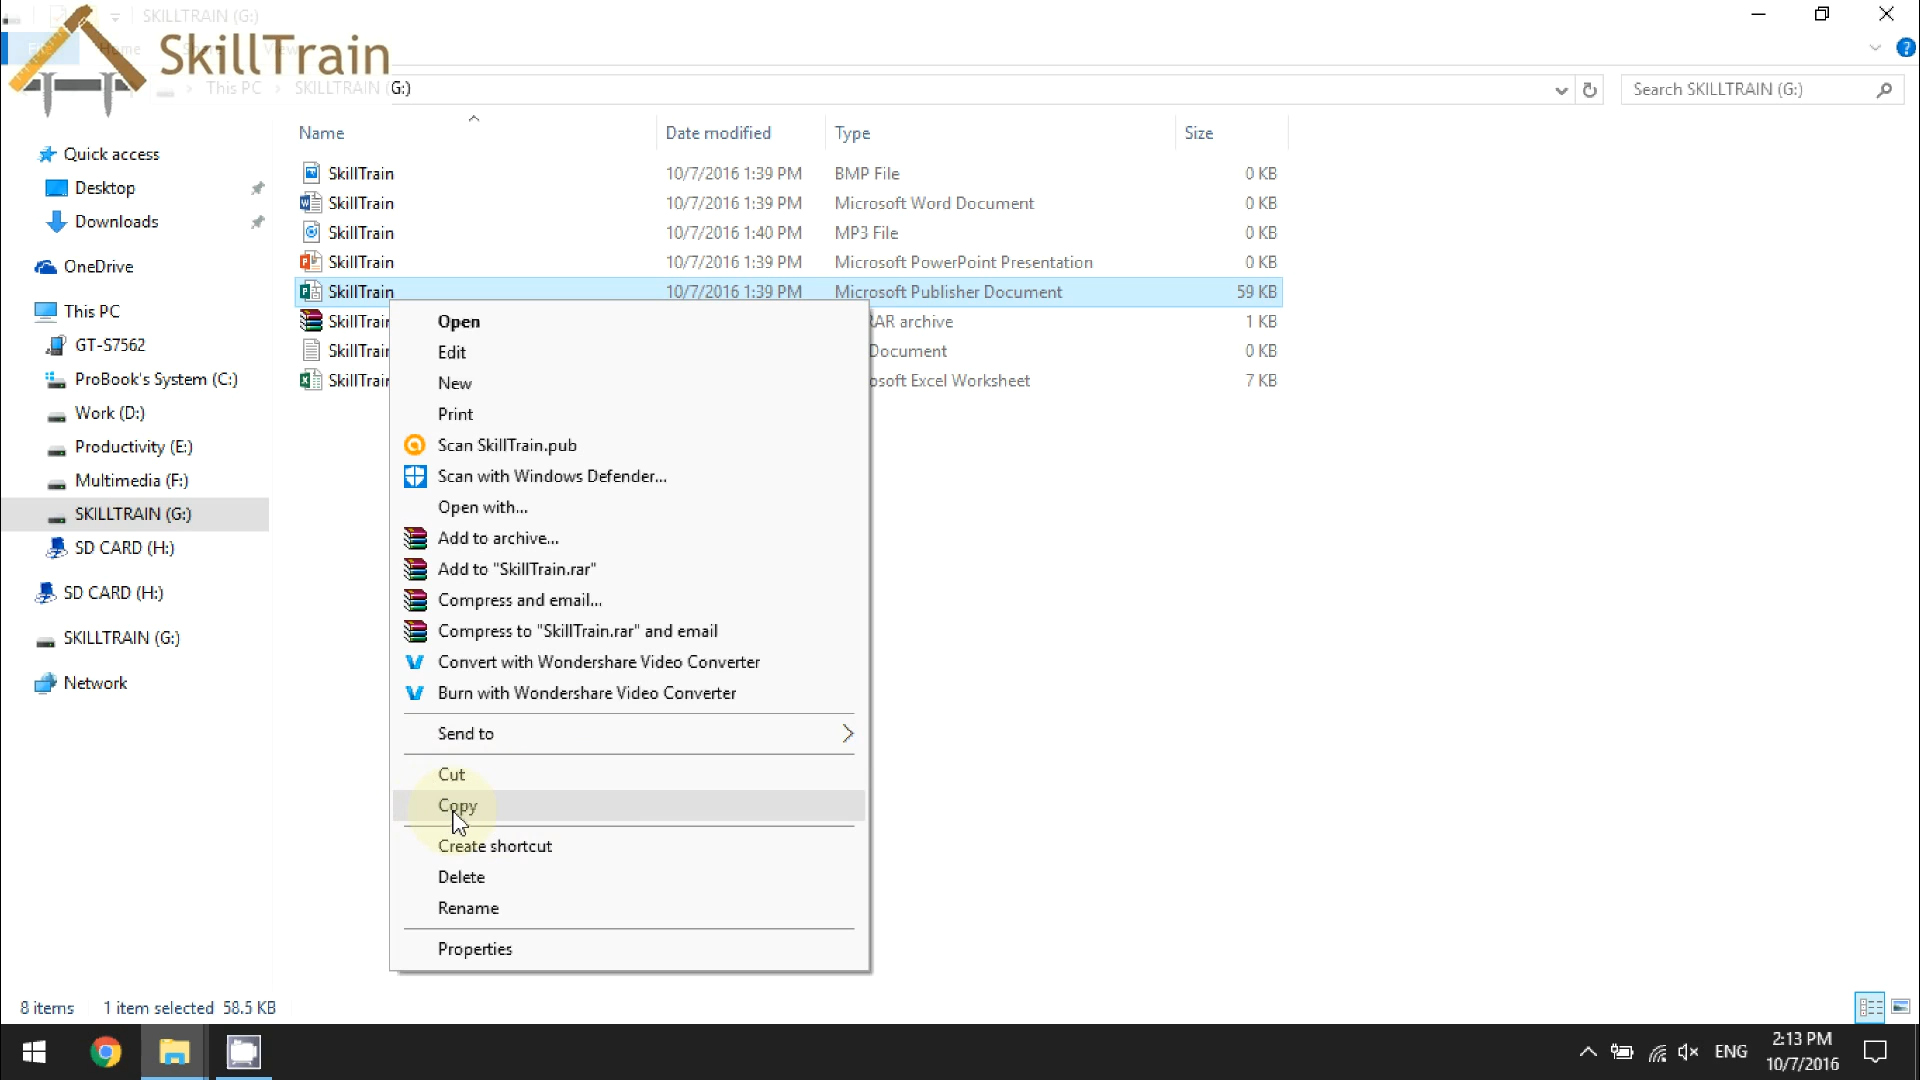 SKILLTRAIN (G:)
Home Share View
SkillTrain
This PC SKILLTRAIN (G:)
Search SKILLTRAIN (G:)
Name Date modified Type Size
Quick access
Desktop
Downloads
OneDrive
This PC
GT-S7562
ProBook's System (C:)
Work (D:)
Productivity (E:)
Multimedia (F:)
SKILLTRAIN (G:)
SD CARD (H:)
SD CARD (H:)
SKILLTRAIN (G:)
Network
SkillTrain 10/7/2016 1:39 PM BMP File 0 KB
SkillTrain 10/7/2016 1:39 PM Microsoft Word Document 0 KB
SkillTrain 10/7/2016 1:40 PM MP3 File 0 KB
SkillTrain 10/7/2016 1:39 PM Microsoft PowerPoint Presentation 0 KB
SkillTrain 10/7/2016 1:39 PM Microsoft Publisher Document 59 KB
SkillTrain RAR archive 1 KB
SkillTrain Document 0 KB
SkillTrain osoft Excel Worksheet 7 KB
Open
Edit
New
Print
Scan SkillTrain.pub
Scan with Windows Defender...
Open with...
Add to archive...
Add to "SkillTrain.rar"
Compress and email...
Compress to "SkillTrain.rar" and email
Convert with Wondershare Video Converter
Burn with Wondershare Video Converter
Send to
Cut
Copy
Create shortcut
Delete
Rename
Properties
8 items 1 item selected 58.5 KB
ENG
2:13 PM
10/7/2016